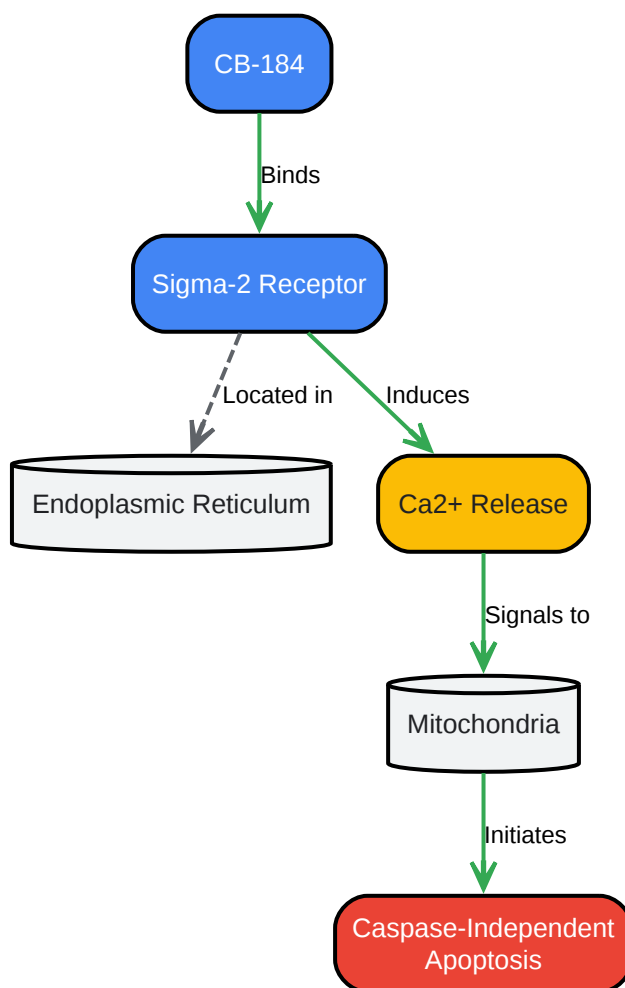 CB-184
Binds
Sigma-2 Receptor
Located in
Induces
Endoplasmic Reticulum
Ca2+ Release
Signals to
Mitochondria
Initiates
Caspase-Independent
Apoptosis